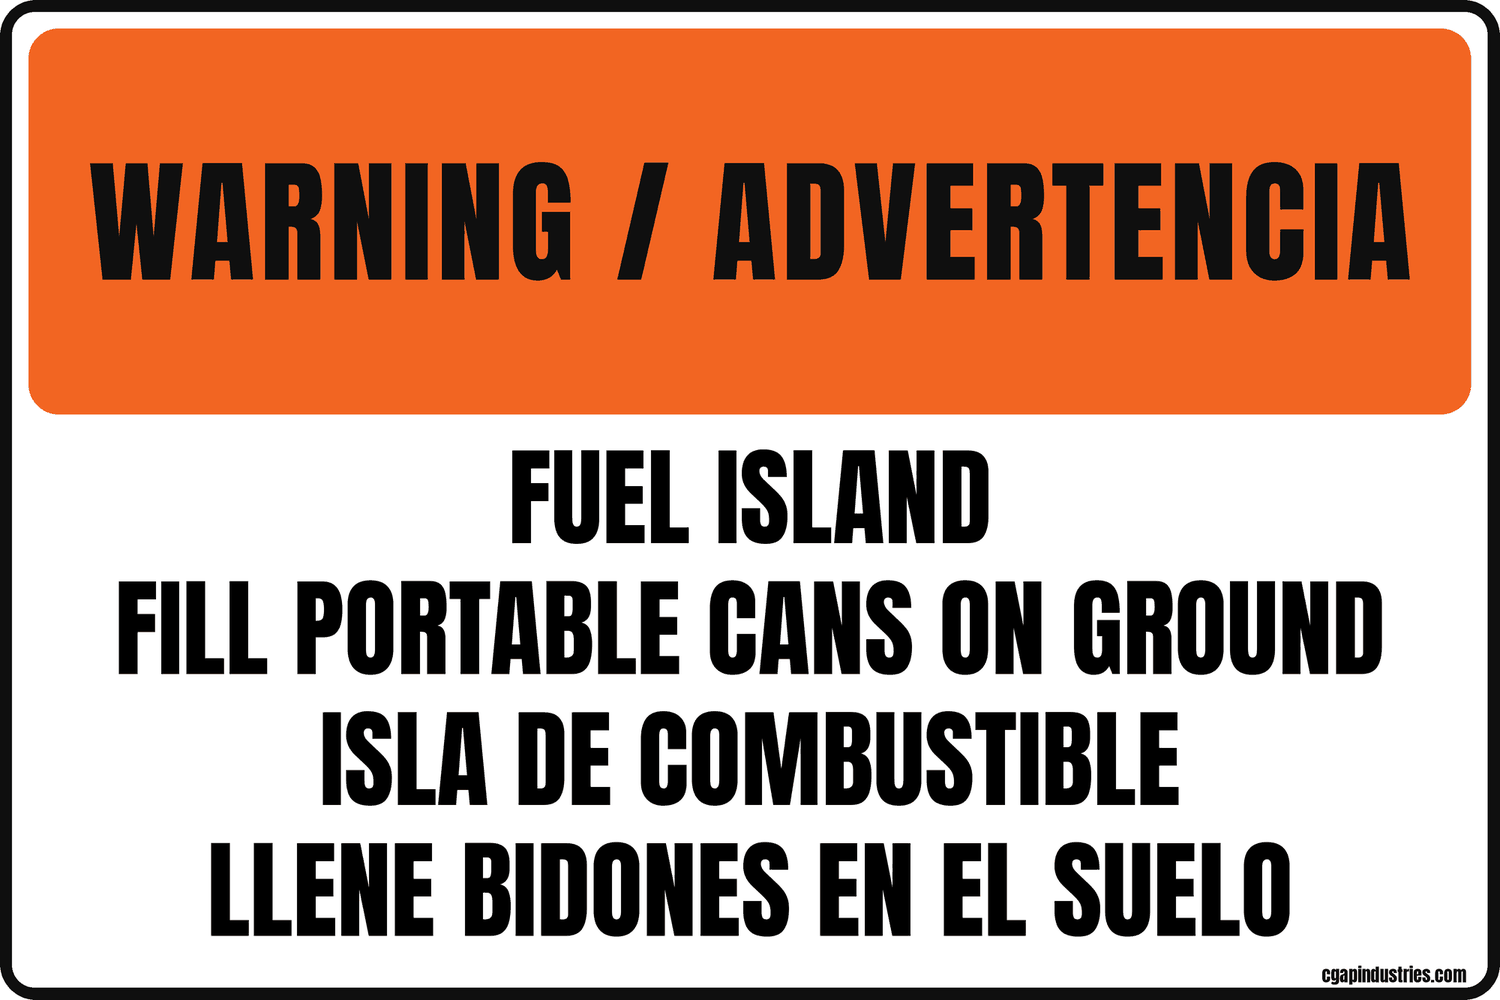 WARNING / ADVERTENCIA
FUEL ISLAND
FILL PORTABLE CANS ON GROUND
ISLA DE COMBUSTIBLE
LLENE BIDONES EN EL SUELO
cgapindustries.com